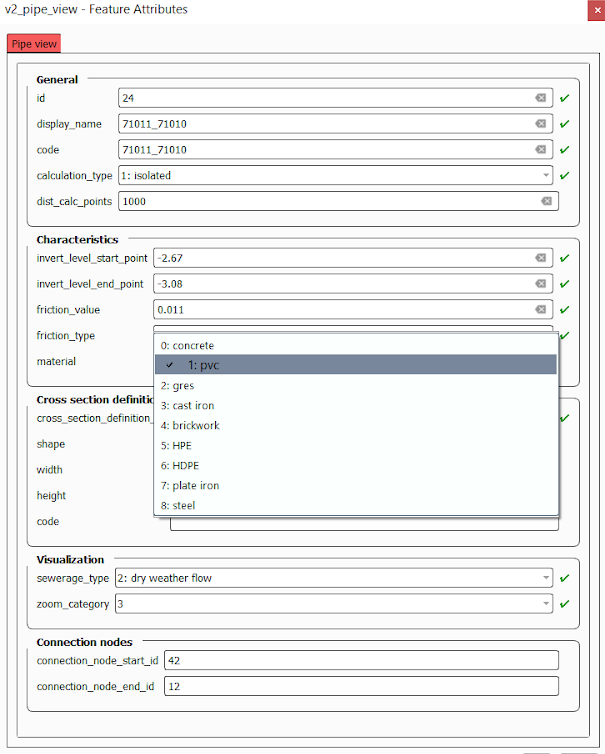 v2_pipe_view - Feature Attributes
Pipe view
General
id 24
display_name 71011_71010
code 71011_71010
calculation_type 1: isolated
dist_calc_points 1000
Characteristics
invert_level_start_point -2.67
invert_level_end_point -3.08
friction_value 0.011
friction_type
material
0: concrete
1: pvc
2: gres
3: cast iron
4: brickwork
5: HPE
6: HDPE
7: plate iron
8: steel
Cross section definitio
cross_section_definition_
shape
width
height
code
Visualization
sewerage_type 2: dry weather flow
zoom_category 3
Connection nodes
connection_node_start_id 42
connection_node_end_id 12